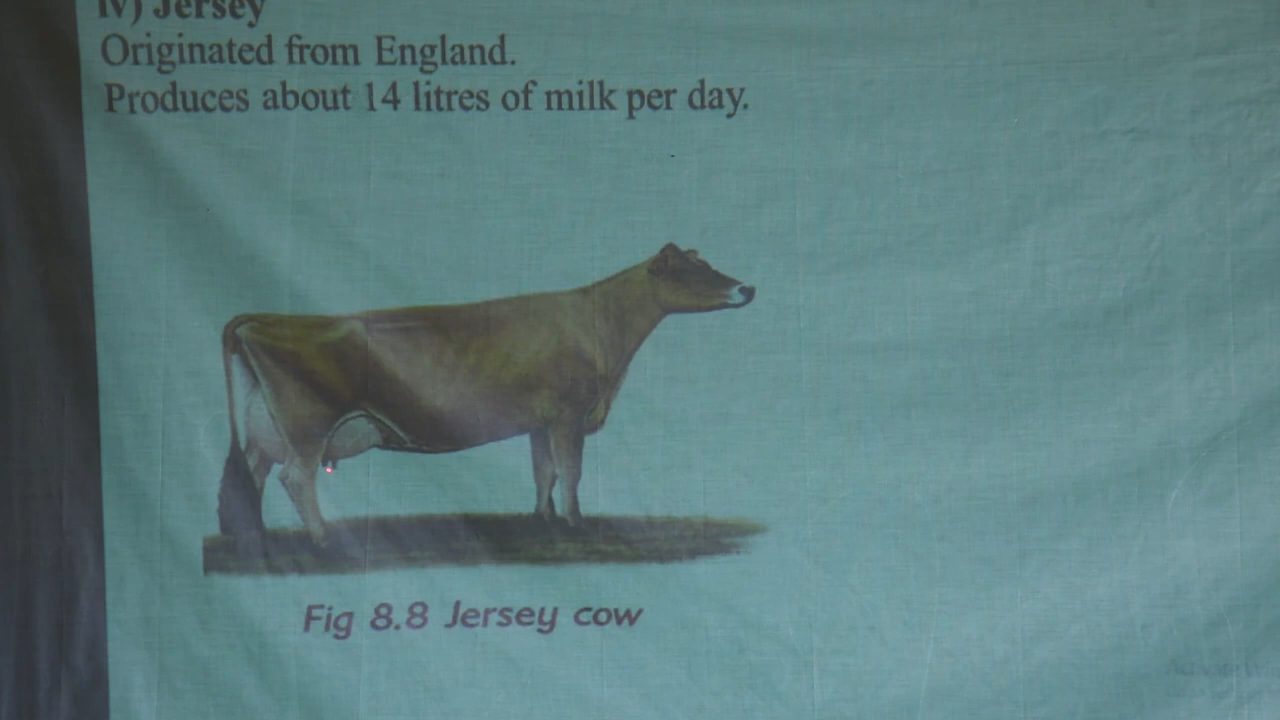 iv) Jersey
Originated from England.
Produces about 14 litres of milk per day.
Fig 8.8 Jersey cow